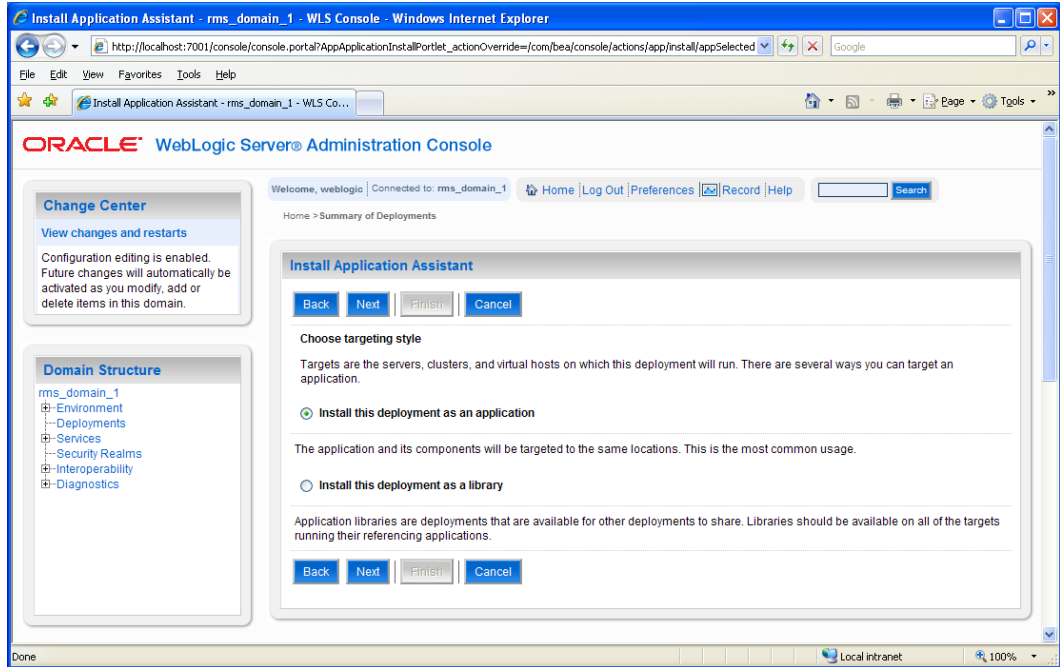 Install Application Assistant - rms_domain_1 - WLS Console - Windows Internet Explorer
http://localhost:7001/console/console.portal?AppApplicationInstallPortlet_actionOverride=/com/bea/console/actions/app/install/appSelected
Google
File Edit View Favorites Tools Help
Install Application Assistant - rms_domain_1 - WLS Co...
Page Tools
ORACLE WebLogic Server® Administration Console
Change Center
View changes and restarts
Configuration editing is enabled.
Future changes will automatically be
activated as you modify, add or
delete items in this domain.
Domain Structure
rms_domain_1
Environment
Deployments
Services
Security Realms
Interoperability
Diagnostics
Welcome, weblogic Connected to: rms_domain_1 Home Log Out Preferences Record Help Search
Home >Summary of Deployments
Install Application Assistant
Back Next Finish Cancel
Choose targeting style
Targets are the servers, clusters, and virtual hosts on which this deployment will run. There are several ways you can target an
application.
Install this deployment as an application
The application and its components will be targeted to the same locations. This is the most common usage.
Install this deployment as a library
Application libraries are deployments that are available for other deployments to share. Libraries should be available on all of the targets
running their referencing applications.
Back Next Finish Cancel
Done Local intranet 100%